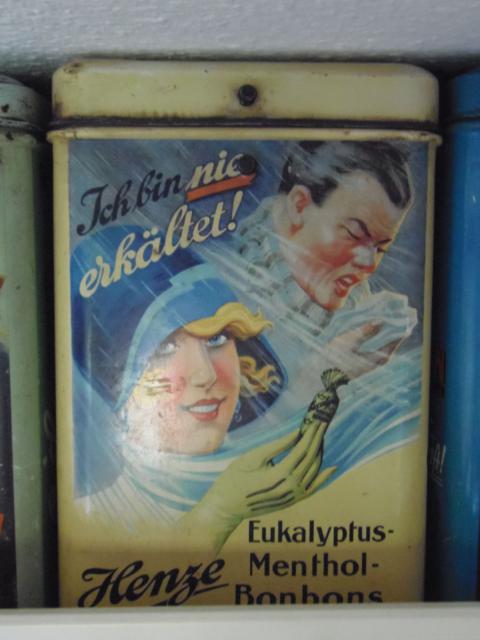 Ich bin nie
erkältet!
Eukalyptus-
Menthol-
Bonbons
Henze